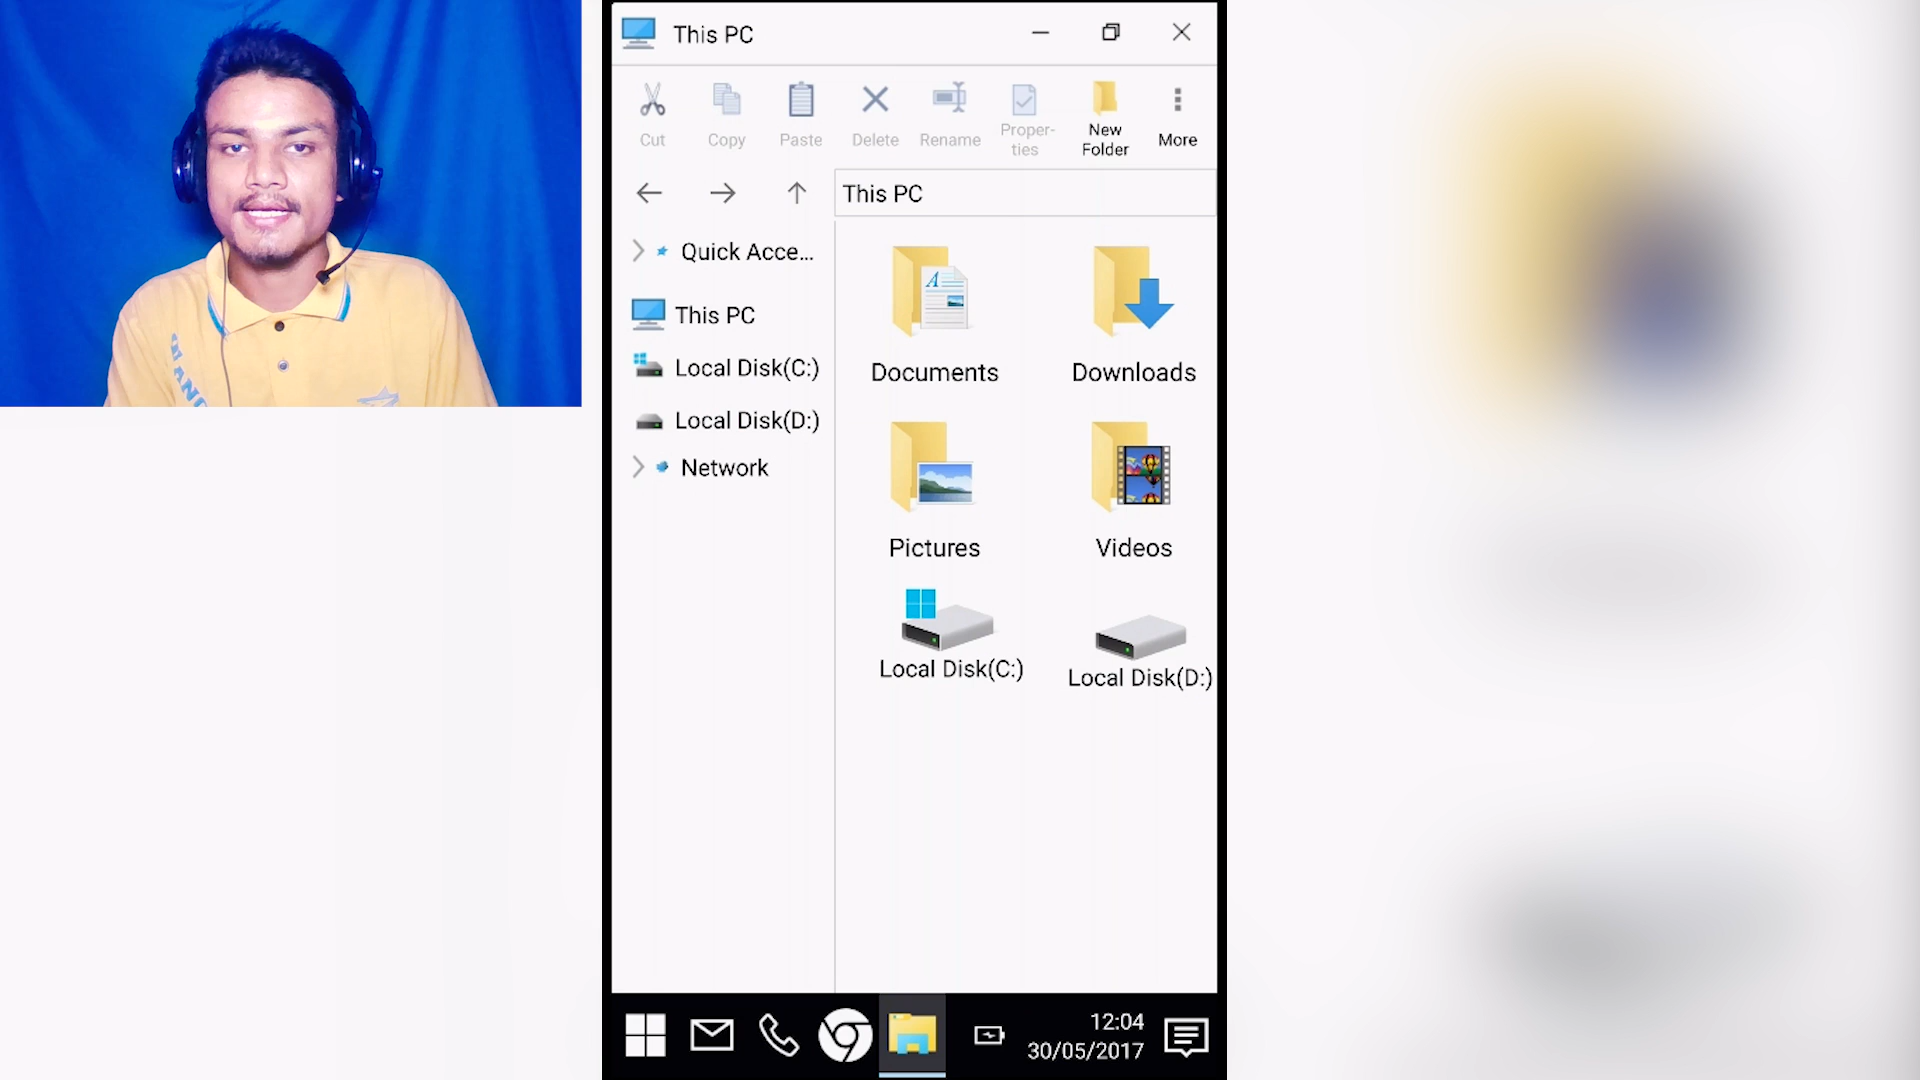 This PC
Cut
Copy
Paste
Delete
Rename
Proper-
ties
New
Folder
More
This PC
Quick Acce...
This PC
Local Disk(C:)
Local Disk(D:)
Network
Documents
Downloads
Pictures
Videos
Local Disk(C:)
Local Disk(D:)
12:04
30/05/2017